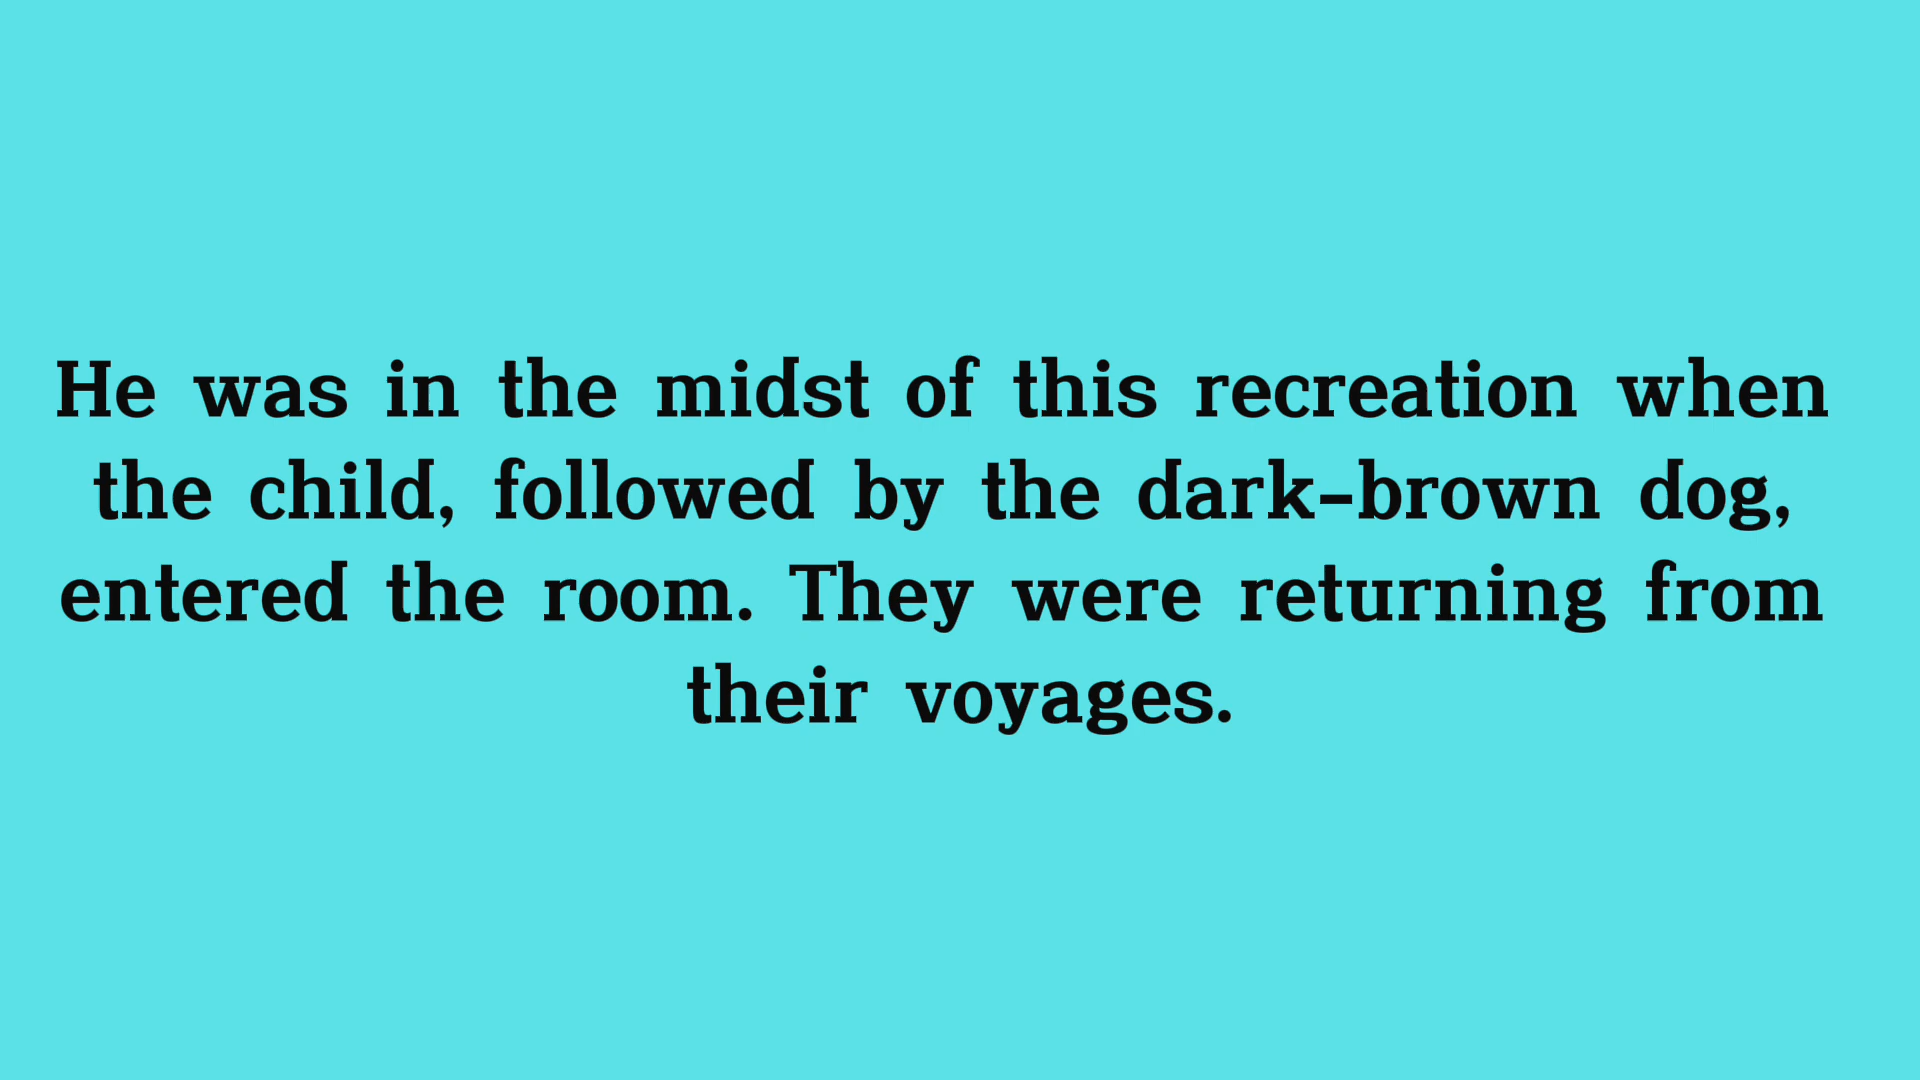 He was in the midst of this recreation when
the child, followed by the dark-brown dog,
entered the room. They were returning from
their voyages.